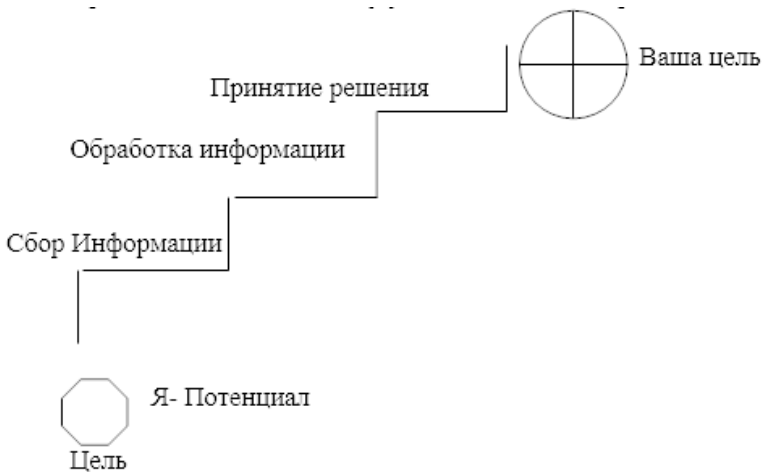 Ваша цель
Принятие решения
Обработка информации
Сбор Информации
Я- Потенциал
Цель